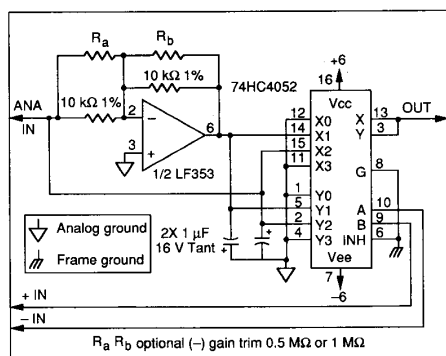 Ra
Rb
10 kΩ 1%
10 kΩ 1%
ANA
IN
2
−
3
+
6
1/2 LF353
74HC4052
+6
16
Vcc
12 X0
14 X1
15 X2
11 X3
1 Y0
5 Y1
2 Y2
4 Y3
X 13
Y 3
OUT
G 8
A 10
B 9
INH 6
Vee
7
−6
Analog ground
Frame ground
2X 1 μF
16 V Tant
+
+
+ IN
− IN
Ra Rb optional (−) gain trim 0.5 MΩ or 1 MΩ